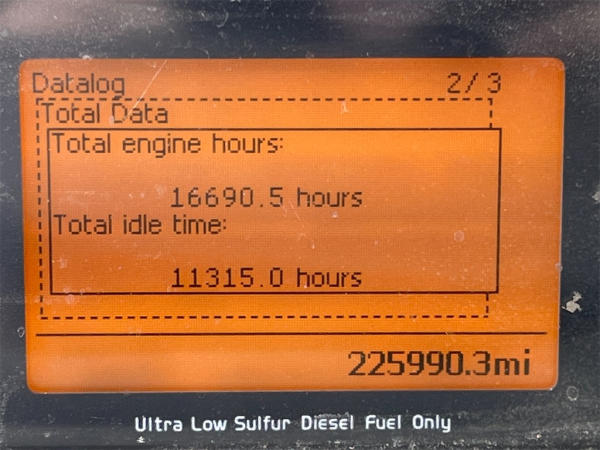 Datalog 2/3
Total Data
Total engine hours:
16690.5 hours
Total idle time:
11315.0 hours
225990.3mi
Ultra Low Sulfur Diesel Fuel Only